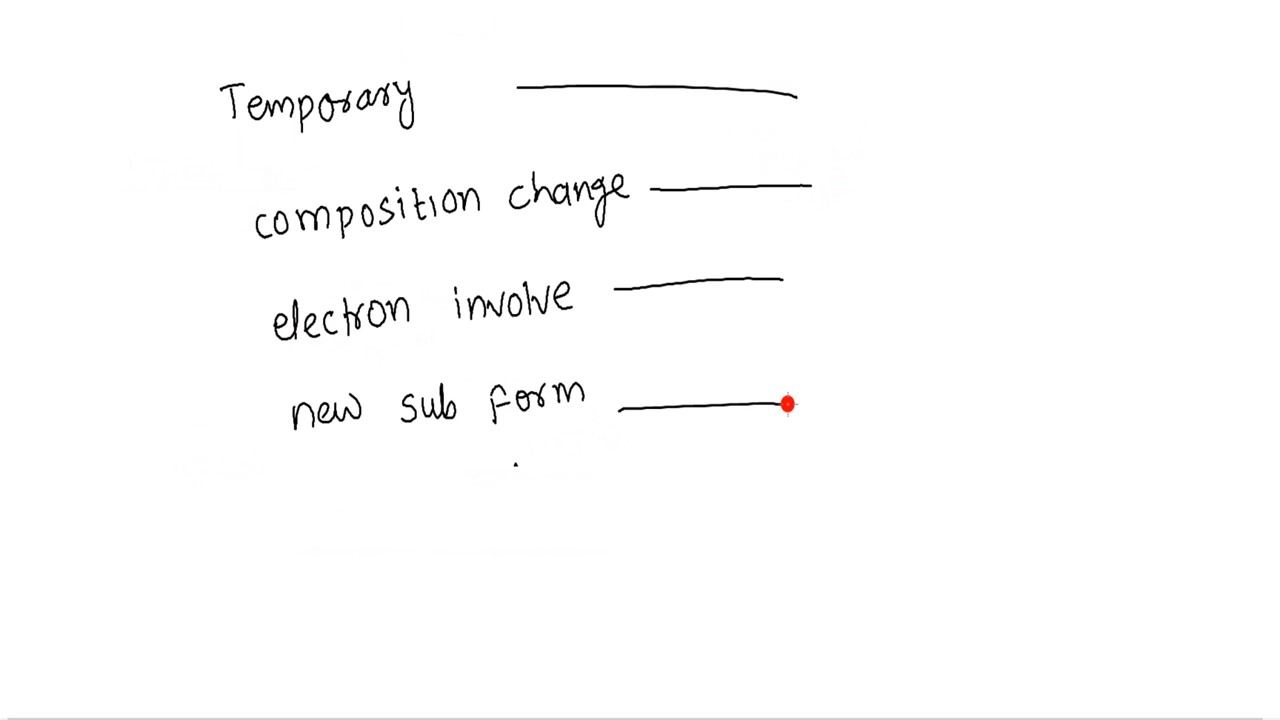 Temporary
composition change
electron involve
new sub form